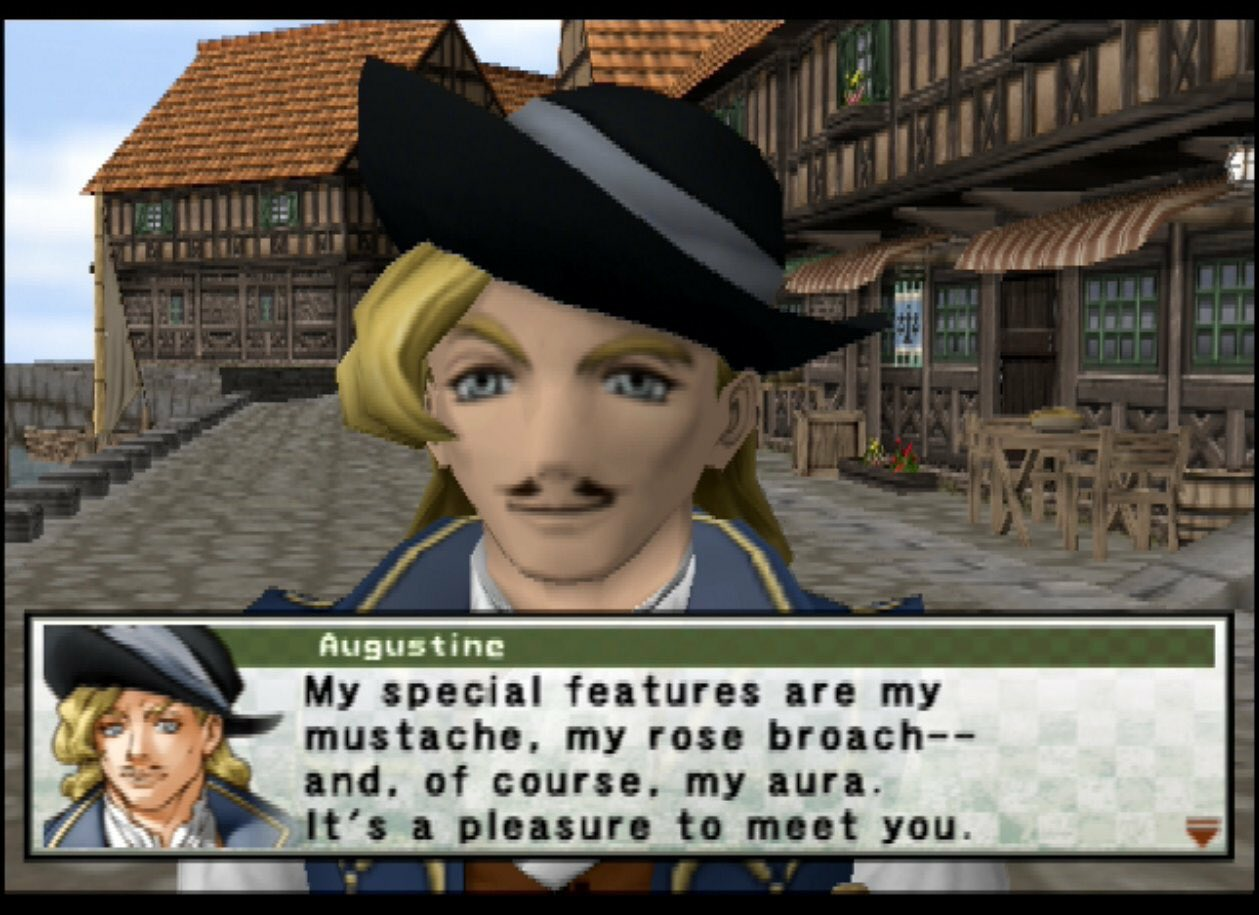 Augustine
My special features are my
mustache, my rose broach--
and, of course, my aura.
It's a pleasure to meet you.